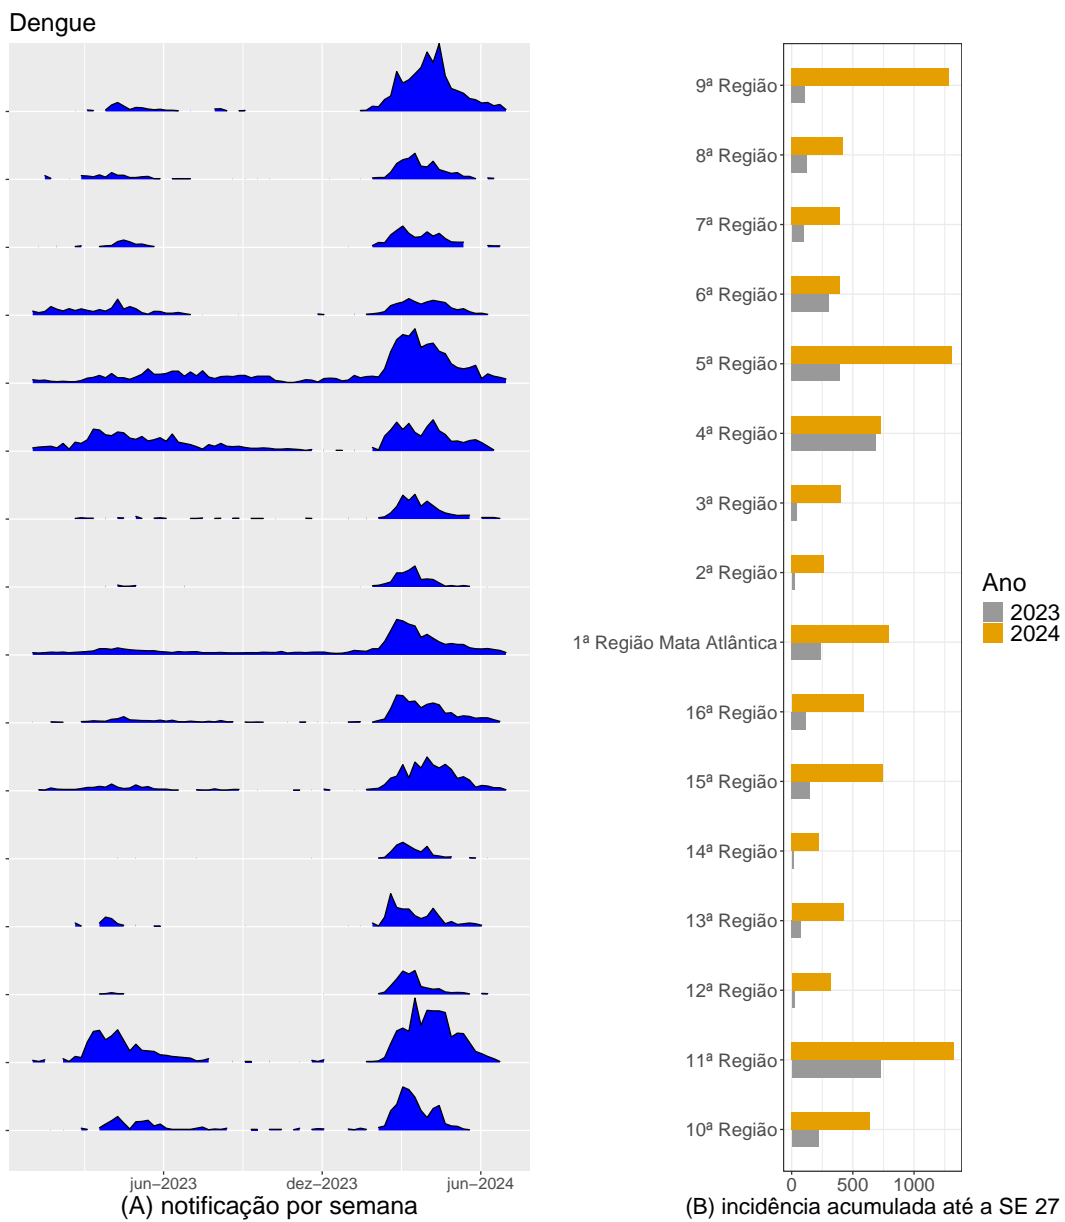 Dengue
9ª Região
8ª Região
7ª Região
6ª Região
5ª Região
4ª Região
3ª Região
2ª Região
1ª Região Mata Atlântica
16ª Região
15ª Região
14ª Região
13ª Região
12ª Região
11ª Região
10ª Região
Ano
2023
2024
jun−2023 dez−2023 jun−2024
(A) notificação por semana
0 500 1000
(B) incidência acumulada até a SE 27